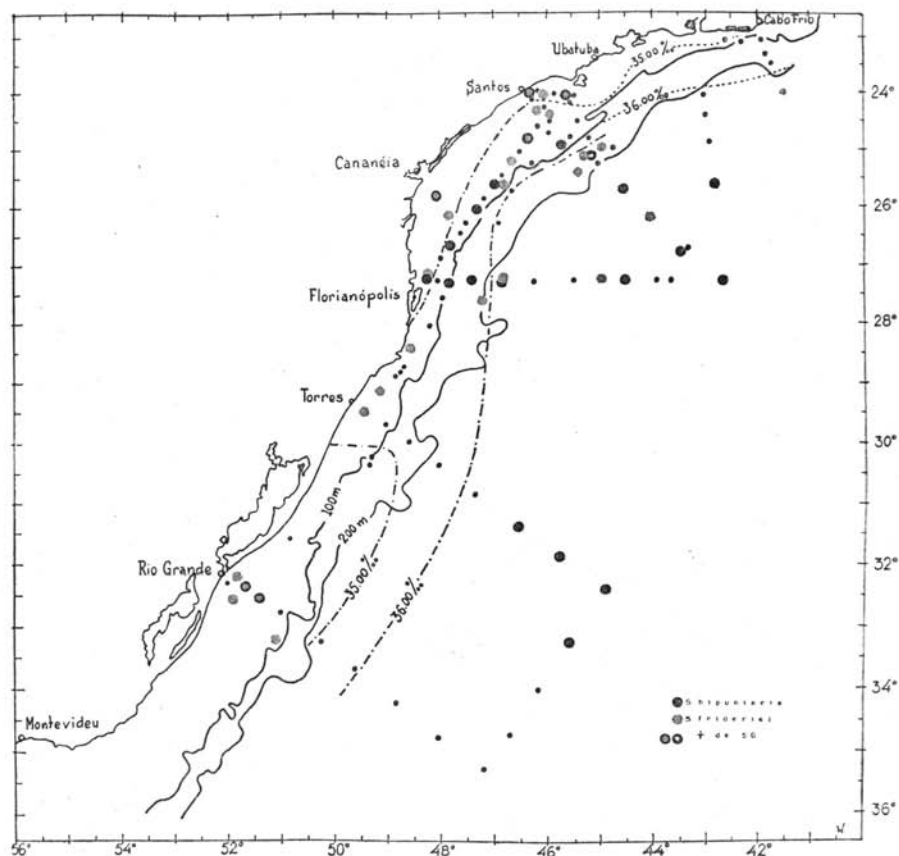 Cabo Frio
Ubatuba
35.00‰
Santos
36.00‰
24°
Cananéia
26°
Florianópolis
28°
Torres
30°
100m
200 m
Rio Grande
32°
35.00‰
36.00‰
34°
Montevideu
+ de 50
36°
W
56° 54° 52° 50° 48° 46° 44° 42°